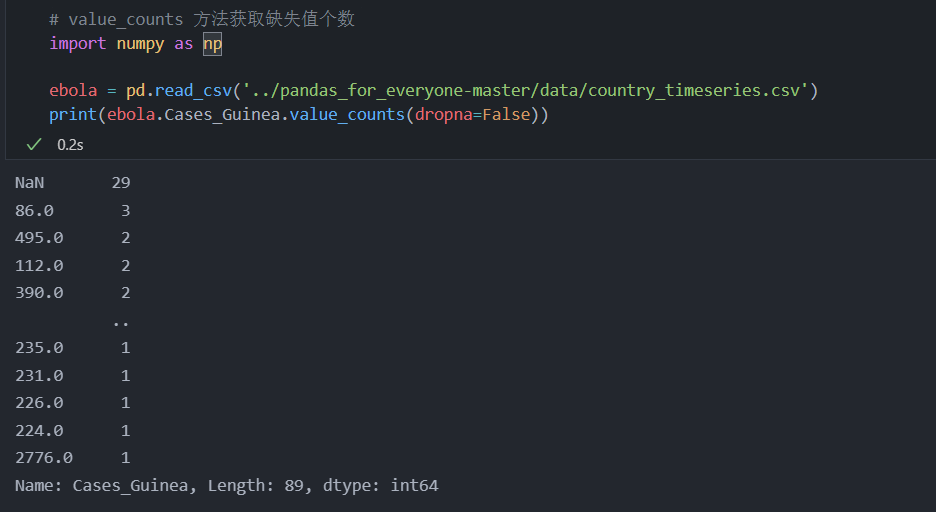 # value_counts 方法获取缺失值个数
import numpy as np
ebola = pd.read_csv('../pandas_for_everyone-master/data/country_timeseries.csv')
print(ebola.Cases_Guinea.value_counts(dropna=False))
0.2s
NaN 29
86.0 3
495.0 2
112.0 2
390.0 2
..
235.0 1
231.0 1
226.0 1
224.0 1
2776.0 1
Name: Cases_Guinea, Length: 89, dtype: int64